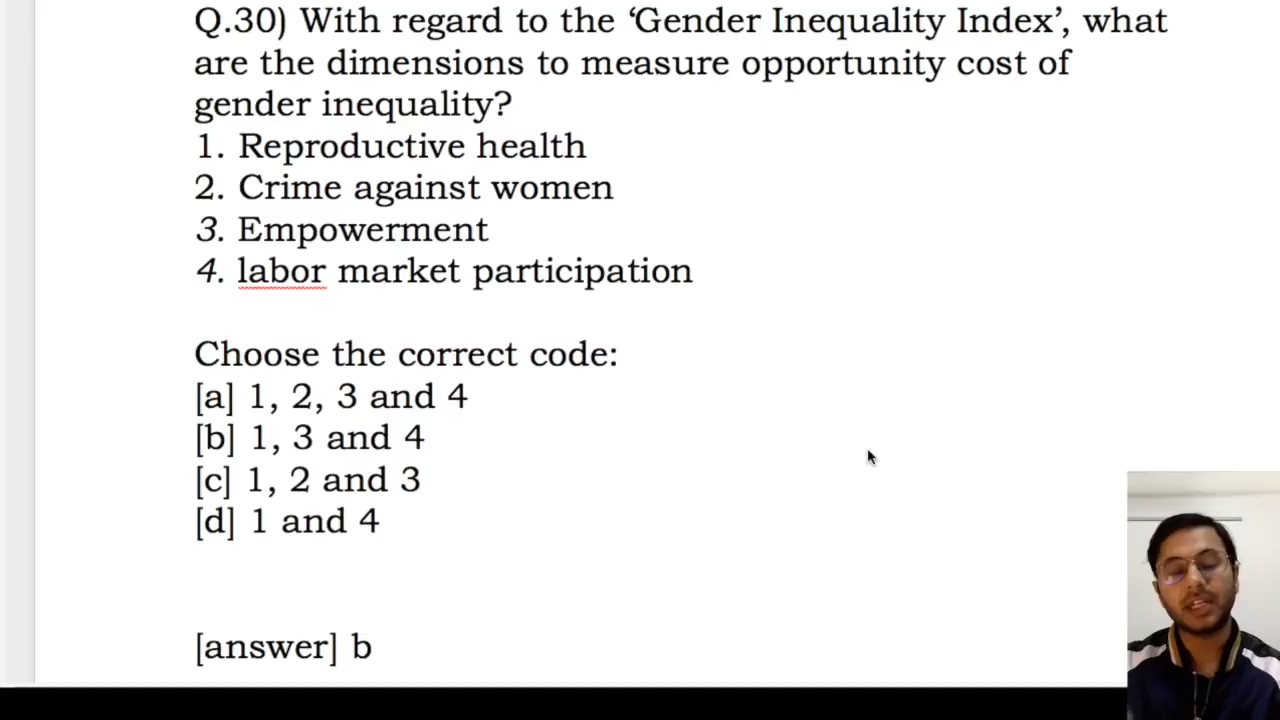 Q.30) With regard to the ‘Gender Inequality Index’, what
are the dimensions to measure opportunity cost of
gender inequality?
1. Reproductive health
2. Crime against women
3. Empowerment
4. labor market participation
Choose the correct code:
[a] 1, 2, 3 and 4
[b] 1, 3 and 4
[c] 1, 2 and 3
[d] 1 and 4
[answer] b